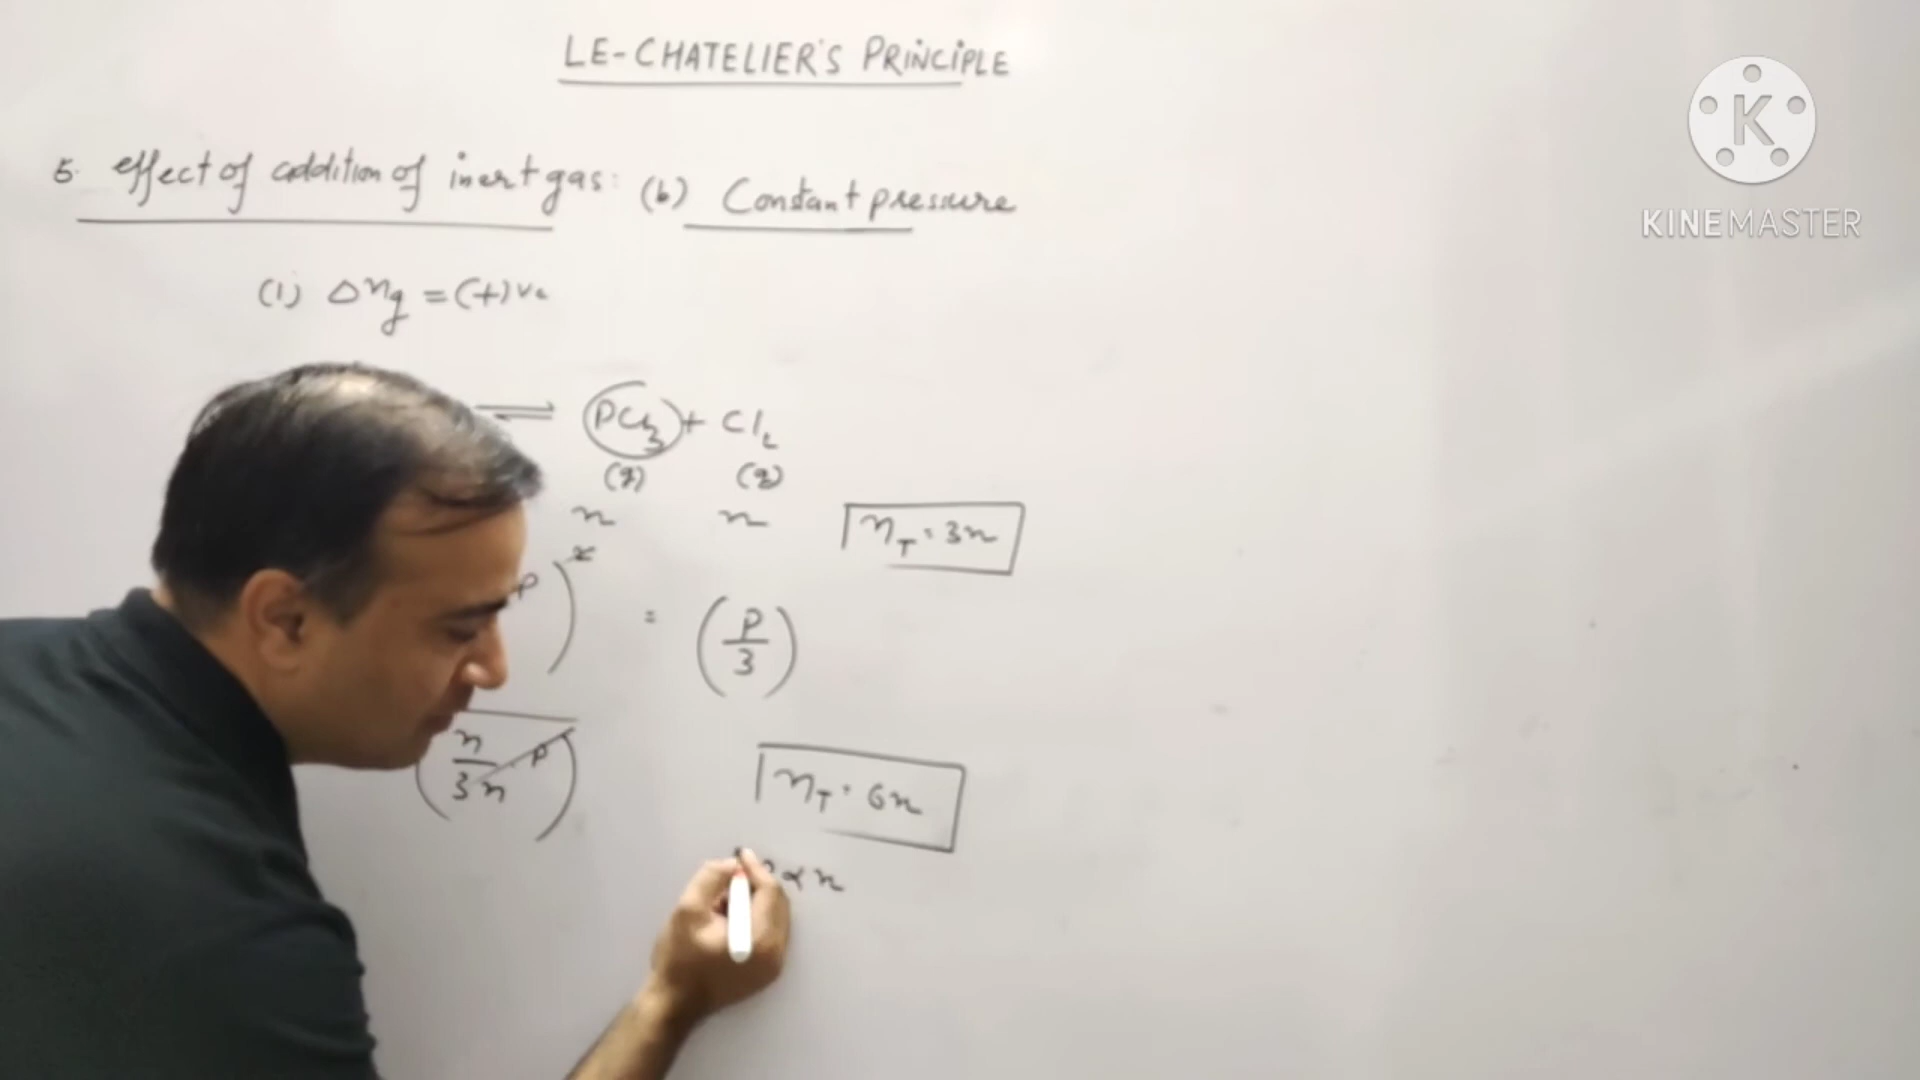 LE-CHATELIER'S PRINCIPLE
K
KINEMASTER
5. effect of addition of inert gas: (b) Constant pressure
(1) Δng = (+)ve
⇌ PCl3 + Cl2
(g) (g)
n n nT = 3n
P)x = (P/3)
(n/3n · P) nT = 6n
∝ n